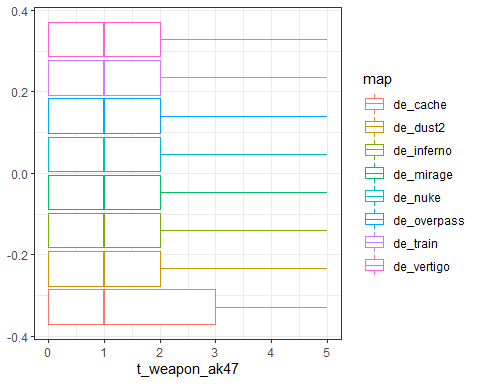 0.4
0.2
0.0
-0.2
-0.4
0
1
2
3
4
5
t_weapon_ak47
map
de_cache
de_dust2
de_inferno
de_mirage
de_nuke
de_overpass
de_train
de_vertigo